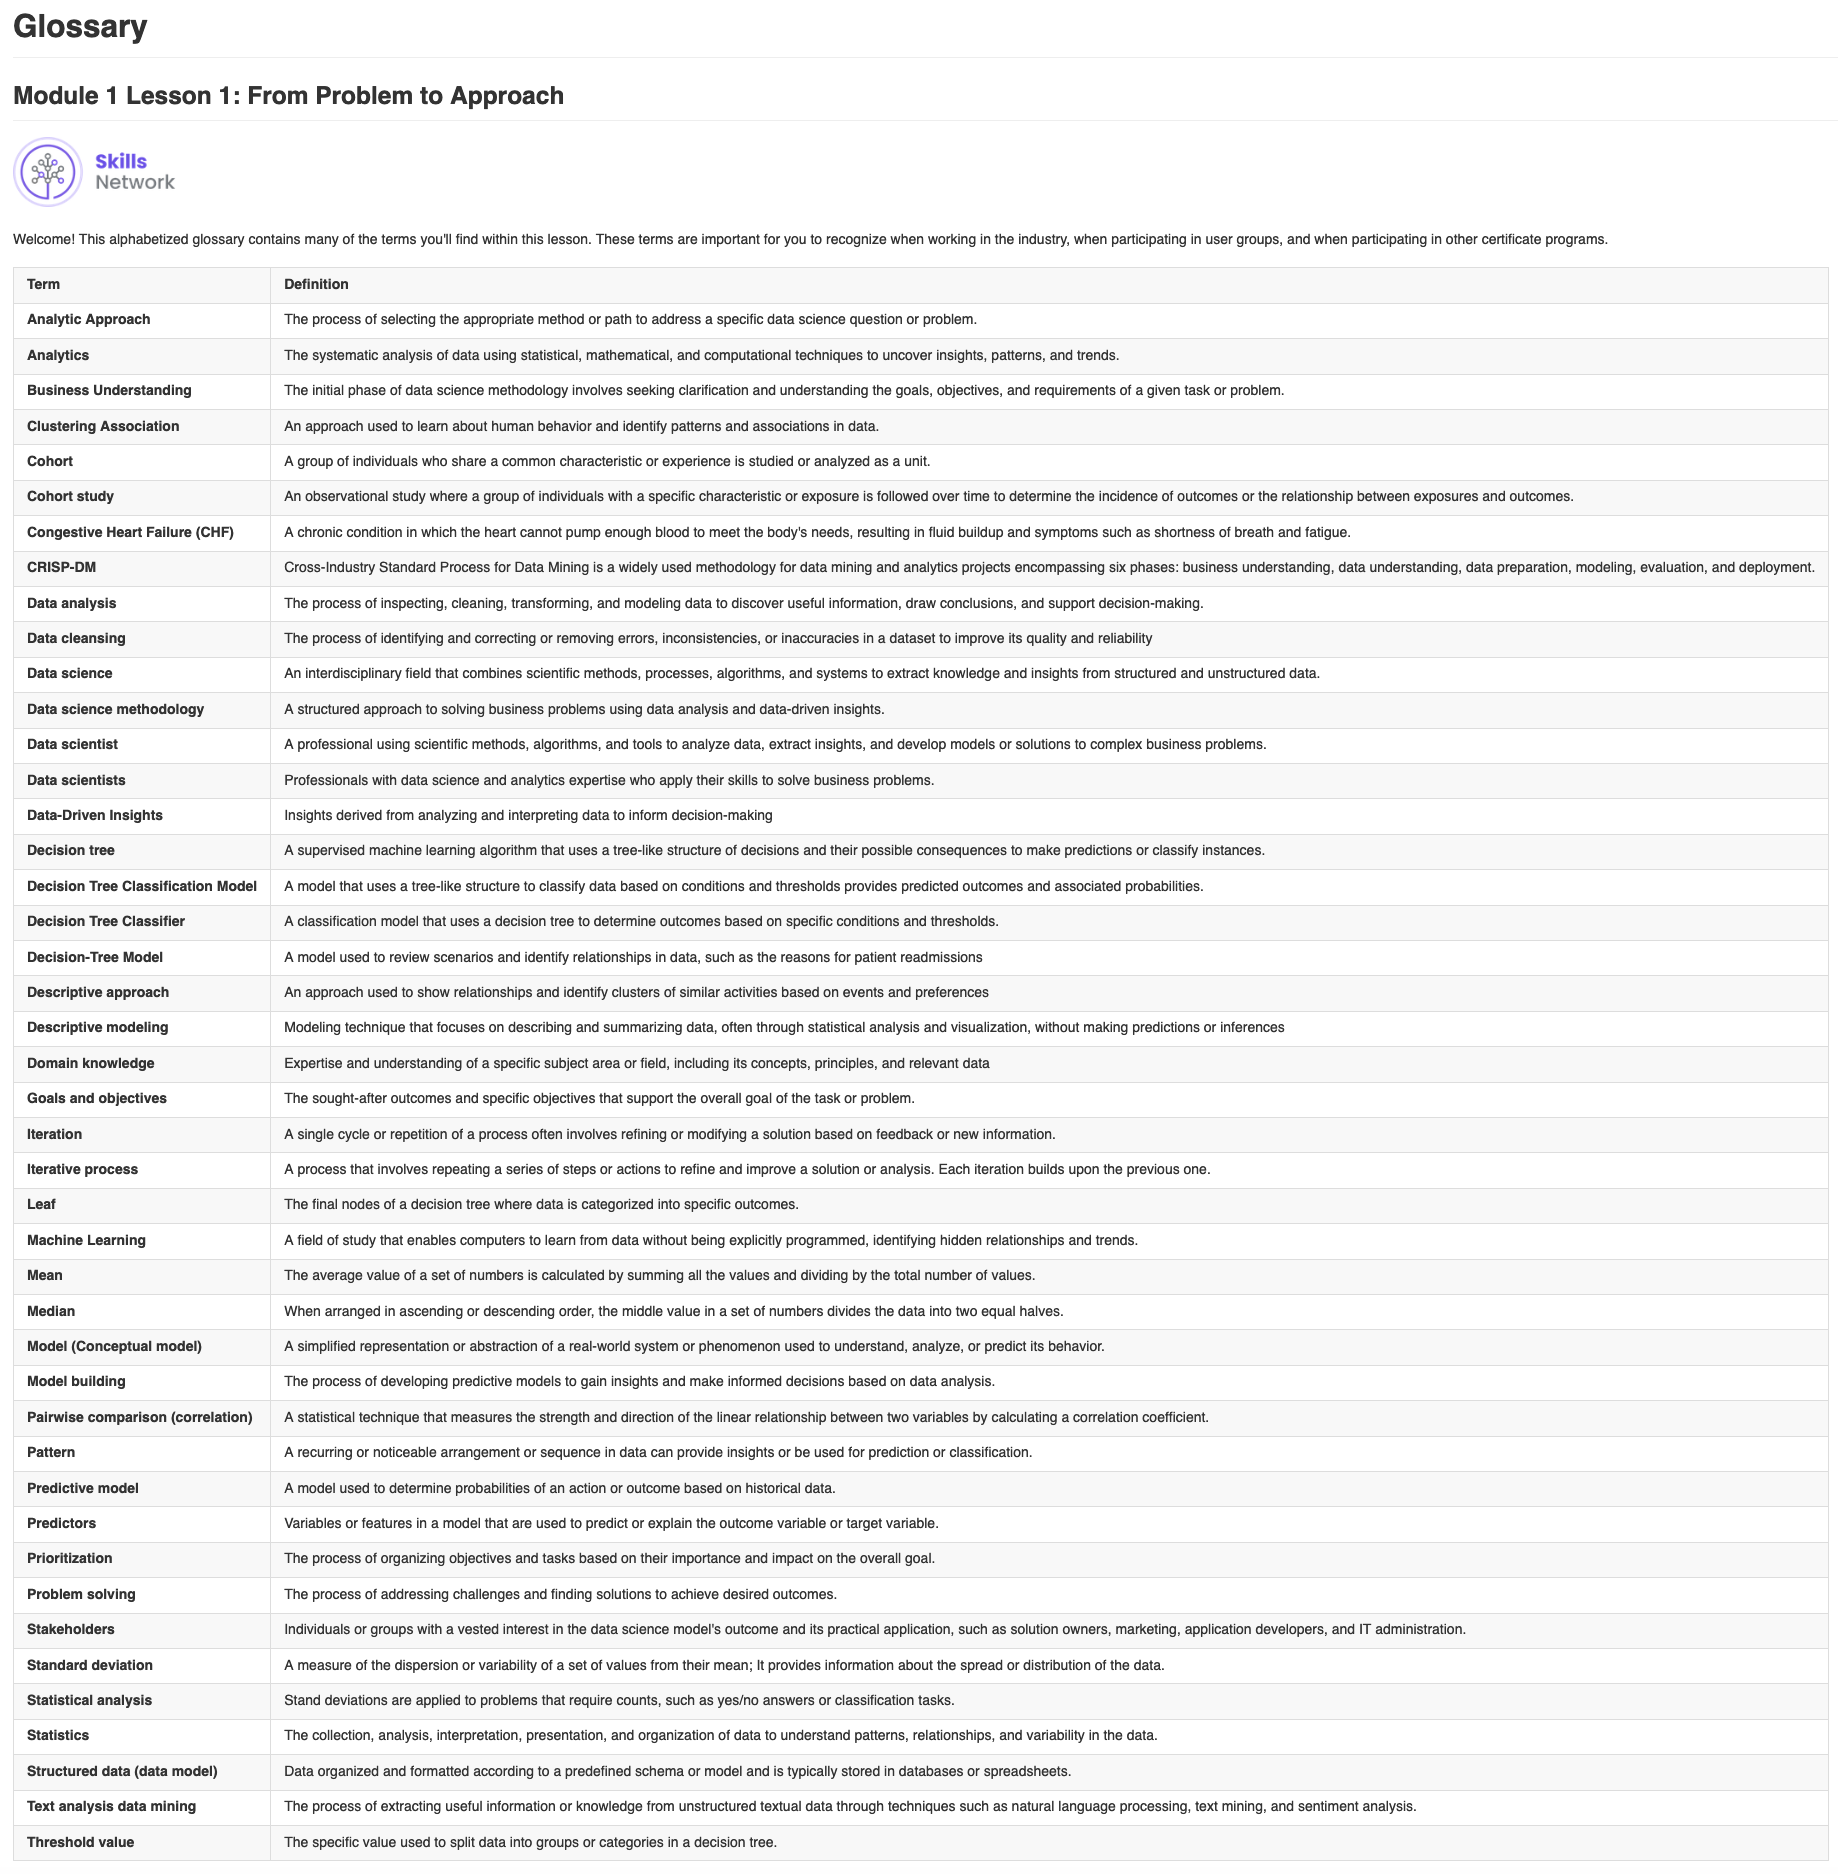 Glossary
Module 1 Lesson 1: From Problem to Approach
Skills
Network
Welcome! This alphabetized glossary contains many of the terms you'll find within this lesson. These terms are important for you to recognize when working in the industry, when participating in user groups, and when participating in other certificate programs.
Term Definition
Analytic Approach The process of selecting the appropriate method or path to address a specific data science question or problem.
Analytics The systematic analysis of data using statistical, mathematical, and computational techniques to uncover insights, patterns, and trends.
Business Understanding The initial phase of data science methodology involves seeking clarification and understanding the goals, objectives, and requirements of a given task or problem.
Clustering Association An approach used to learn about human behavior and identify patterns and associations in data.
Cohort A group of individuals who share a common characteristic or experience is studied or analyzed as a unit.
Cohort study An observational study where a group of individuals with a specific characteristic or exposure is followed over time to determine the incidence of outcomes or the relationship between exposures and outcomes.
Congestive Heart Failure (CHF) A chronic condition in which the heart cannot pump enough blood to meet the body's needs, resulting in fluid buildup and symptoms such as shortness of breath and fatigue.
CRISP-DM Cross-Industry Standard Process for Data Mining is a widely used methodology for data mining and analytics projects encompassing six phases: business understanding, data understanding, data preparation, modeling, evaluation, and deployment.
Data analysis The process of inspecting, cleaning, transforming, and modeling data to discover useful information, draw conclusions, and support decision-making.
Data cleansing The process of identifying and correcting or removing errors, inconsistencies, or inaccuracies in a dataset to improve its quality and reliability
Data science An interdisciplinary field that combines scientific methods, processes, algorithms, and systems to extract knowledge and insights from structured and unstructured data.
Data science methodology A structured approach to solving business problems using data analysis and data-driven insights.
Data scientist A professional using scientific methods, algorithms, and tools to analyze data, extract insights, and develop models or solutions to complex business problems.
Data scientists Professionals with data science and analytics expertise who apply their skills to solve business problems.
Data-Driven Insights Insights derived from analyzing and interpreting data to inform decision-making
Decision tree A supervised machine learning algorithm that uses a tree-like structure of decisions and their possible consequences to make predictions or classify instances.
Decision Tree Classification Model A model that uses a tree-like structure to classify data based on conditions and thresholds provides predicted outcomes and associated probabilities.
Decision Tree Classifier A classification model that uses a decision tree to determine outcomes based on specific conditions and thresholds.
Decision-Tree Model A model used to review scenarios and identify relationships in data, such as the reasons for patient readmissions
Descriptive approach An approach used to show relationships and identify clusters of similar activities based on events and preferences
Descriptive modeling Modeling technique that focuses on describing and summarizing data, often through statistical analysis and visualization, without making predictions or inferences
Domain knowledge Expertise and understanding of a specific subject area or field, including its concepts, principles, and relevant data
Goals and objectives The sought-after outcomes and specific objectives that support the overall goal of the task or problem.
Iteration A single cycle or repetition of a process often involves refining or modifying a solution based on feedback or new information.
Iterative process A process that involves repeating a series of steps or actions to refine and improve a solution or analysis. Each iteration builds upon the previous one.
Leaf The final nodes of a decision tree where data is categorized into specific outcomes.
Machine Learning A field of study that enables computers to learn from data without being explicitly programmed, identifying hidden relationships and trends.
Mean The average value of a set of numbers is calculated by summing all the values and dividing by the total number of values.
Median When arranged in ascending or descending order, the middle value in a set of numbers divides the data into two equal halves.
Model (Conceptual model) A simplified representation or abstraction of a real-world system or phenomenon used to understand, analyze, or predict its behavior.
Model building The process of developing predictive models to gain insights and make informed decisions based on data analysis.
Pairwise comparison (correlation) A statistical technique that measures the strength and direction of the linear relationship between two variables by calculating a correlation coefficient.
Pattern A recurring or noticeable arrangement or sequence in data can provide insights or be used for prediction or classification.
Predictive model A model used to determine probabilities of an action or outcome based on historical data.
Predictors Variables or features in a model that are used to predict or explain the outcome variable or target variable.
Prioritization The process of organizing objectives and tasks based on their importance and impact on the overall goal.
Problem solving The process of addressing challenges and finding solutions to achieve desired outcomes.
Stakeholders Individuals or groups with a vested interest in the data science model's outcome and its practical application, such as solution owners, marketing, application developers, and IT administration.
Standard deviation A measure of the dispersion or variability of a set of values from their mean; It provides information about the spread or distribution of the data.
Statistical analysis Stand deviations are applied to problems that require counts, such as yes/no answers or classification tasks.
Statistics The collection, analysis, interpretation, presentation, and organization of data to understand patterns, relationships, and variability in the data.
Structured data (data model) Data organized and formatted according to a predefined schema or model and is typically stored in databases or spreadsheets.
Text analysis data mining The process of extracting useful information or knowledge from unstructured textual data through techniques such as natural language processing, text mining, and sentiment analysis.
Threshold value The specific value used to split data into groups or categories in a decision tree.